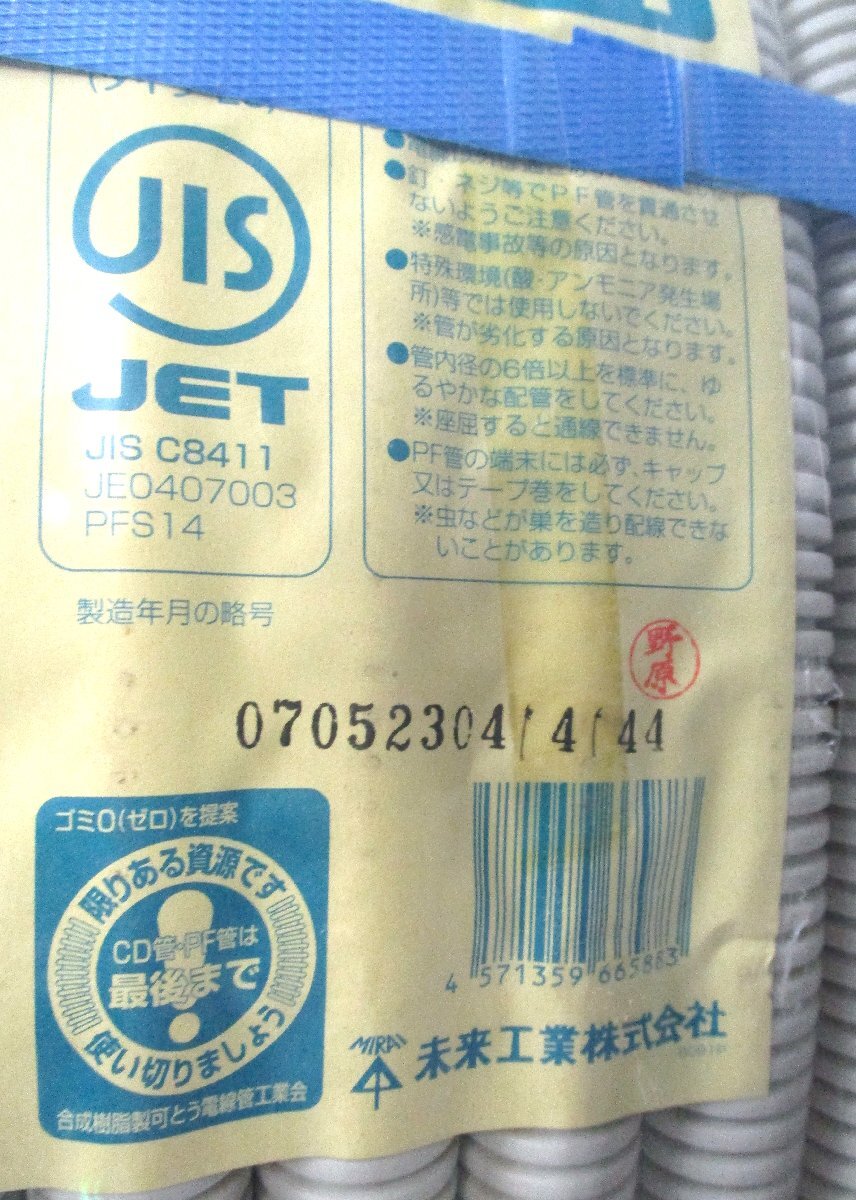 JIS
JET
JIS C8411
JE0407003
PFS14
製造年月の略号
●釘・ネジ等でPF管を貫通させ
ないようご注意ください。
※感電事故等の原因となります。
●特殊環境(酸・アンモニア発生場
所)等では使用しないでください。
※管が劣化する原因となります。
●管内径の6倍以上を標準に、ゆ
るやかな配管をしてください。
※座屈すると通線できません。
●PF管の端末には必ず、キャップ
又はテープ巻をしてください。
※虫などが巣を造り配線できな
いことがあります。
野原
07052304/4/44
ゴミ0(ゼロ)を提案
限りある資源です
CD管・PF管は
最後まで
使い切りましょう
合成樹脂製可とう電線管工業会
4 571359 665863
MIRAI
未来工業株式会社